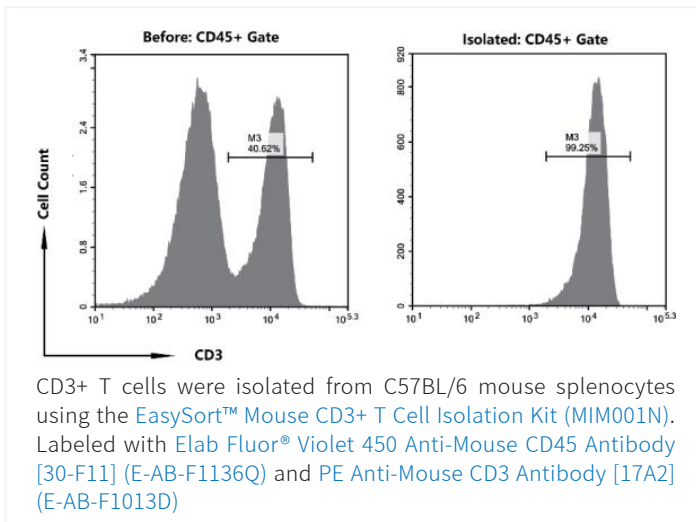 Before: CD45+ Gate
Isolated: CD45+ Gate
3.4
2.4
1.6
0.8
0
M3
40.62%
10¹ 10² 10³ 10⁴ 10⁵·³
920
800
600
400
200
0
M3
99.25%
10¹ 10² 10³ 10⁴ 10⁵·³
Cell Count
CD3
CD3+ T cells were isolated from C57BL/6 mouse splenocytes
using the EasySort™ Mouse CD3+ T Cell Isolation Kit (MIM001N).
Labeled with Elab Fluor® Violet 450 Anti-Mouse CD45 Antibody
[30-F11] (E-AB-F1136Q) and PE Anti-Mouse CD3 Antibody [17A2]
(E-AB-F1013D)